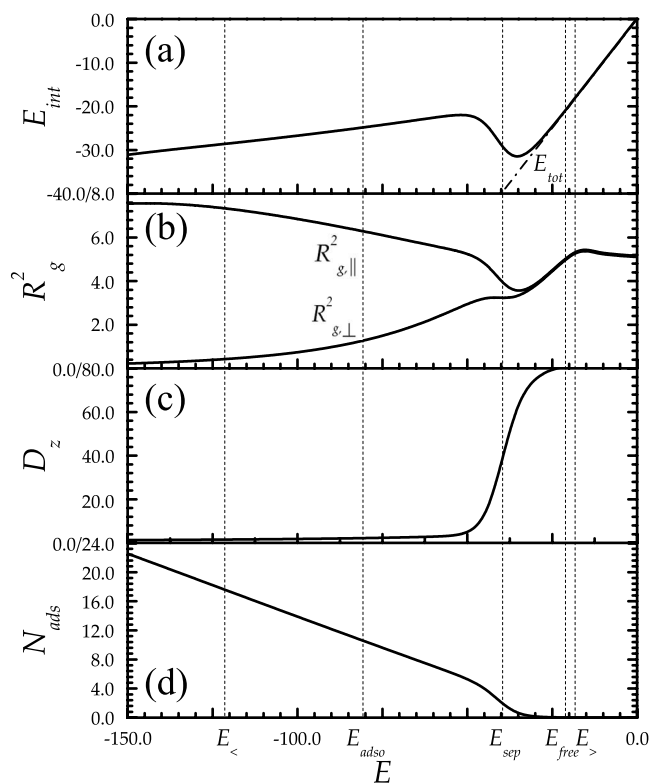 0.0
(a)
-10.0
E_int
-20.0
-30.0
E_tot
-40.0/8.0
(b)
6.0
R²_g,||
R²_g
4.0
R²_g,⊥
2.0
0.0/80.0
(c)
60.0
D_z
40.0
20.0
0.0/24.0
20.0
16.0
N_ads
12.0
8.0
(d)
4.0
0.0
-150.0 E_< -100.0 E_adso E_sep E_free E_> 0.0
E